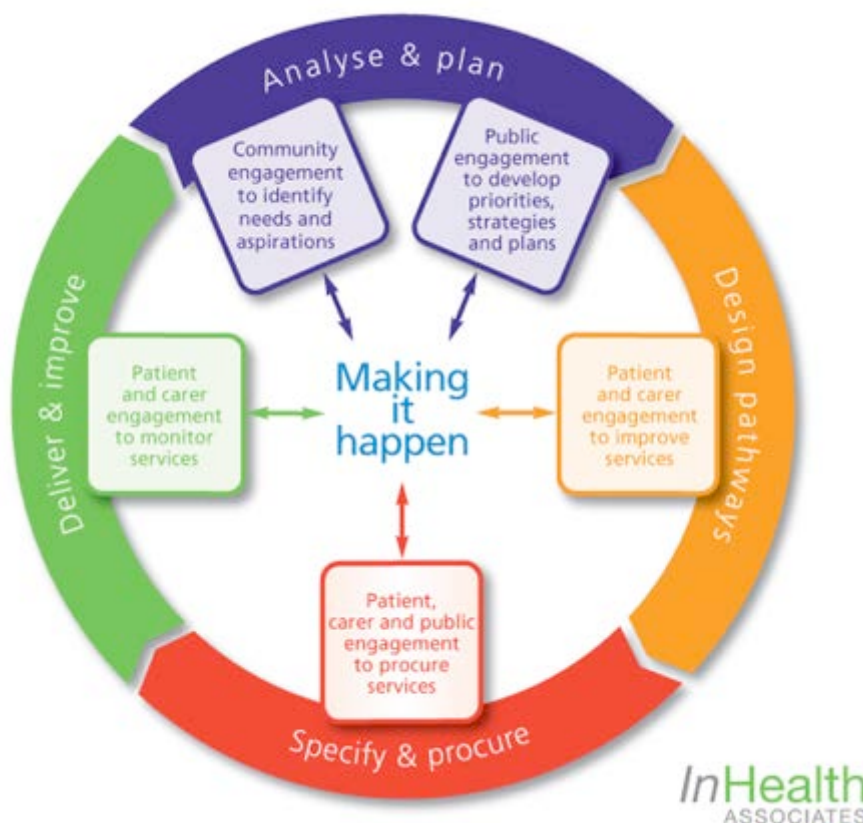 Analyse & plan
Community
engagement
to identify
needs and
aspirations
Public
engagement
to develop
priorities,
strategies
and plans
Design pathways
Deliver & improve
Patient
and carer
engagement
to monitor
services
Making
it
happen
Patient
and carer
engagement
to improve
services
Patient,
carer and public
engagement
to procure
services
Specify & procure
InHealth
ASSOCIATES